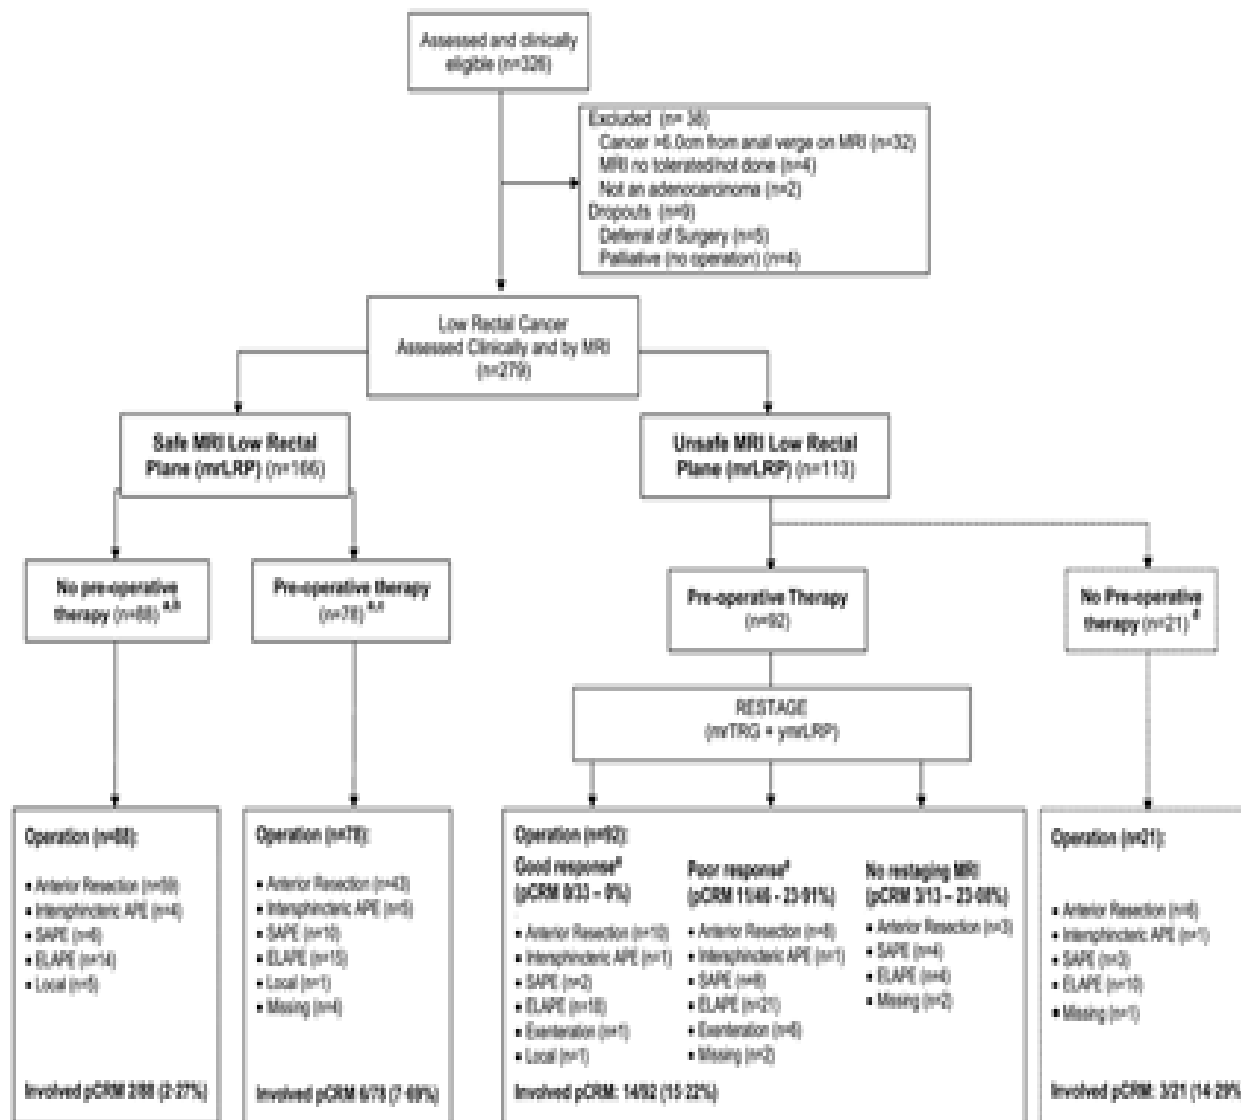 Assessed and clinically
eligible (n=326)
Excluded (n= 38)
Cancer >6.0cm from anal verge on MRI (n=32)
MRI no tolerated/not done (n=4)
Not an adenocarcinoma (n=2)
Dropouts (n=9)
Deferral of Surgery (n=5)
Palliative (no operation) (n=4)
Low Rectal Cancer
Assessed Clinically and by MRI
(n=279)
Safe MRI Low Rectal
Plane (mrLRP) (n=166)
Unsafe MRI Low Rectal
Plane (mrLRP) (n=113)
No pre-operative
therapy (n=88) a,b
Pre-operative therapy
(n=78) a,c
Pre-operative Therapy
(n=92)
No Pre-operative
therapy (n=21) d
RESTAGE
(mrTRG + ymrLRP)
Operation (n=88):
• Anterior Resection (n=59)
• Intersphincteric APE (n=4)
• SAPE (n=6)
• ELAPE (n=14)
• Local (n=5)
Involved pCRM 2/88 (2·27%)
Operation (n=78):
• Anterior Resection (n=43)
• Intersphincteric APE (n=5)
• SAPE (n=10)
• ELAPE (n=15)
• Local (n=1)
• Missing (n=4)
Involved pCRM 6/78 (7·69%)
Operation (n=92):
Good response
(pCRM 0/33 – 0%)
• Anterior Resection (n=10)
• Intersphincteric APE (n=1)
• SAPE (n=2)
• ELAPE (n=18)
• Exenteration (n=1)
• Local (n=1)
Poor response
(pCRM 11/46 - 23·91%)
• Anterior Resection (n=8)
• Intersphincteric APE (n=1)
• SAPE (n=8)
• ELAPE (n=21)
• Exenteration (n=6)
• Missing (n=2)
No restaging MRI
(pCRM 3/13 – 23·08%)
• Anterior Resection (n=3)
• SAPE (n=4)
• ELAPE (n=4)
• Missing (n=2)
Involved pCRM: 14/92 (15·22%)
Operation (n=21):
• Anterior Resection (n=6)
• Intersphincteric APE (n=1)
• SAPE (n=3)
• ELAPE (n=10)
• Missing (n=1)
Involved pCRM: 3/21 (14·29%